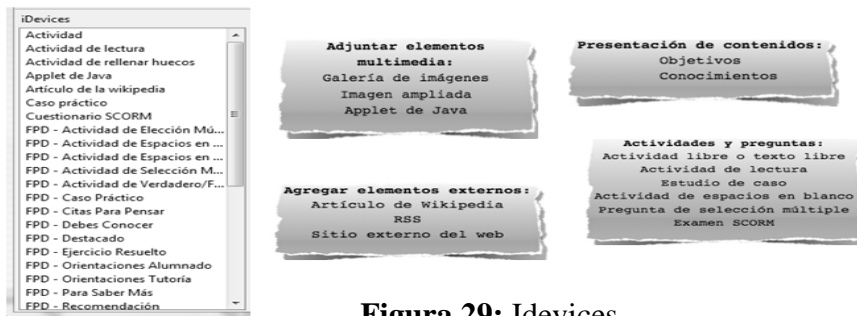 iDevices
Actividad
Actividad de lectura
Actividad de rellenar huecos
Applet de Java
Artículo de la wikipedia
Caso práctico
Cuestionario SCORM
FPD - Actividad de Elección Mú...
FPD - Actividad de Espacios en ...
FPD - Actividad de Espacios en ...
FPD - Actividad de Selección M...
FPD - Actividad de Verdadero/F...
FPD - Caso Práctico
FPD - Citas Para Pensar
FPD - Debes Conocer
FPD - Destacado
FPD - Ejercicio Resuelto
FPD - Orientaciones Alumnado
FPD - Orientaciones Tutoría
FPD - Para Saber Más
FPD - Recomendación
Adjuntar elementos
multimedia:
Galería de imágenes
Imagen ampliada
Applet de Java
Presentación de contenidos:
Objetivos
Conocimientos
Agregar elementos externos:
Artículo de Wikipedia
RSS
Sitio externo del web
Actividades y preguntas:
Actividad libre o texto libre
Actividad de lectura
Estudio de caso
Actividad de espacios en blanco
Pregunta de selección múltiple
Examen SCORM
Figura 29: Idevices